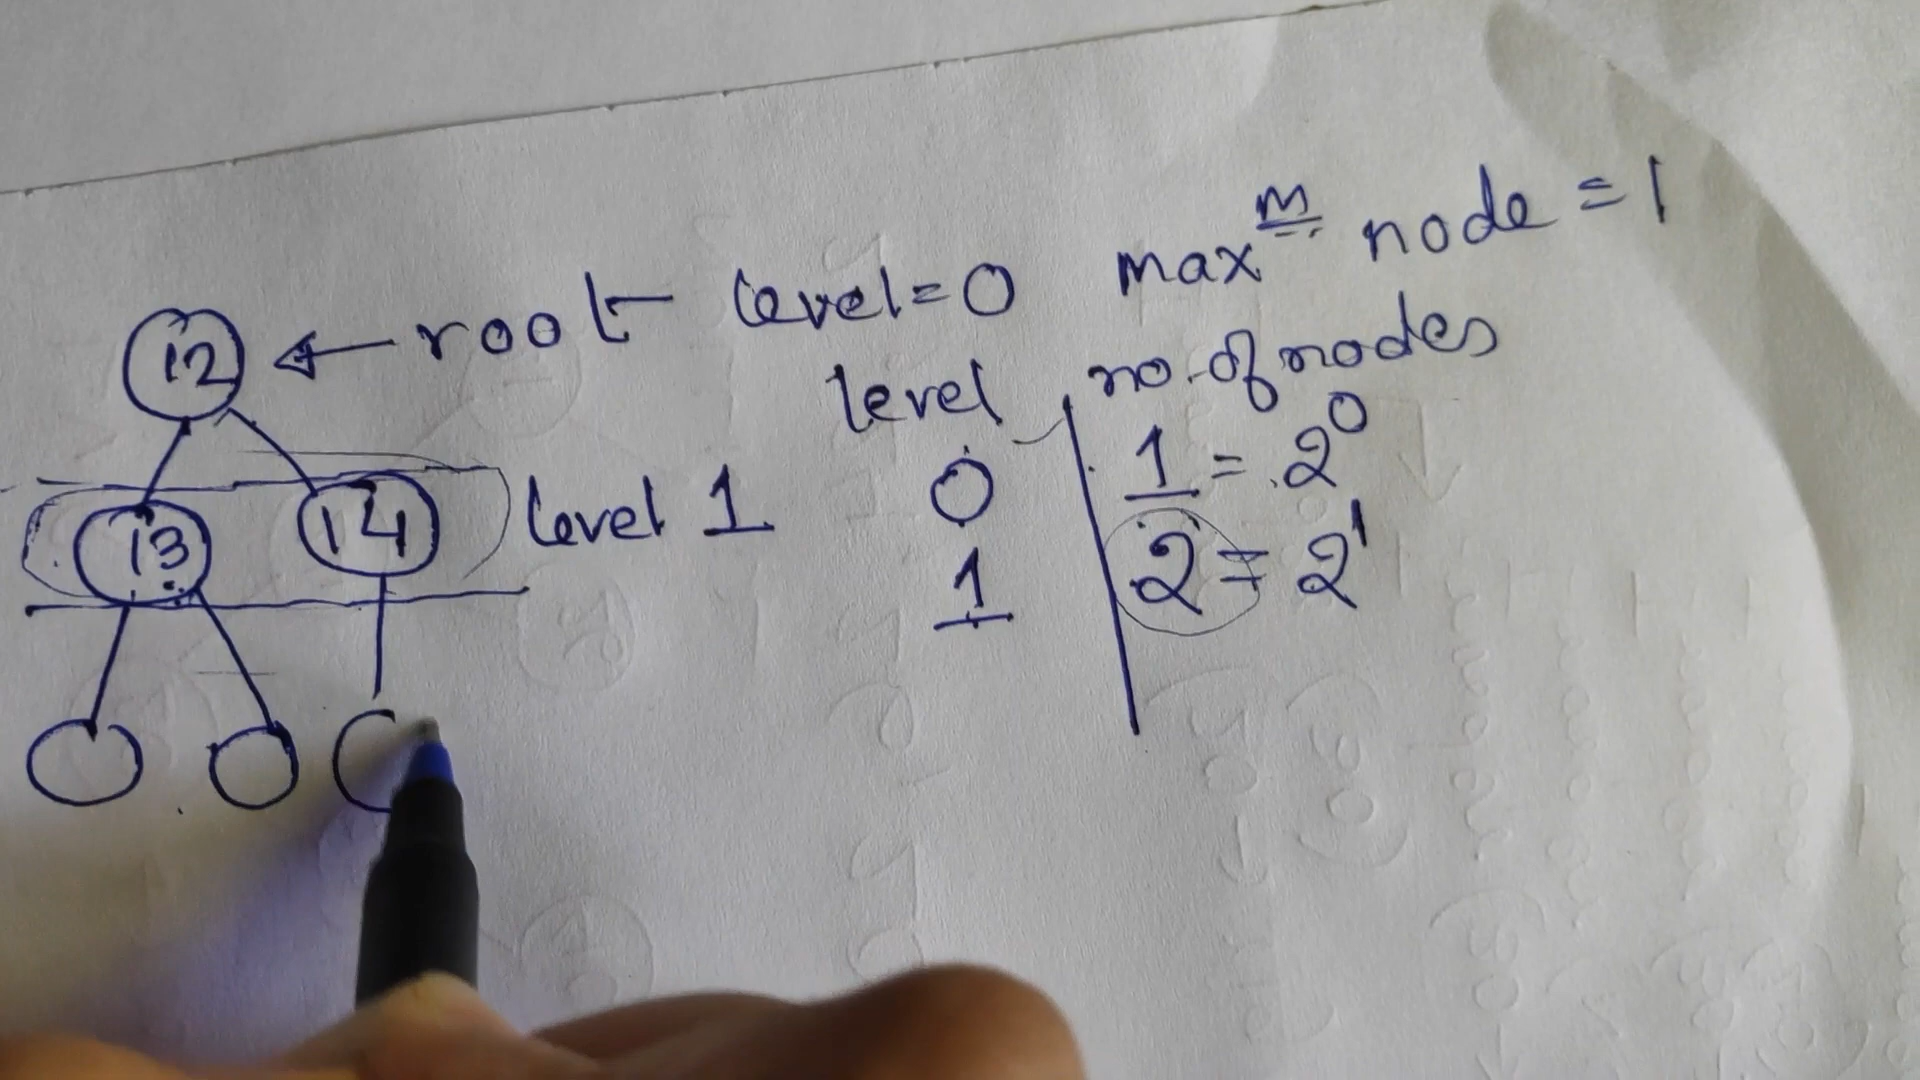 max^m node = 1
12 ← root level = 0
level no. of nodes
0 1 = 2^0
13 14 level 1
1 2 = 2^1